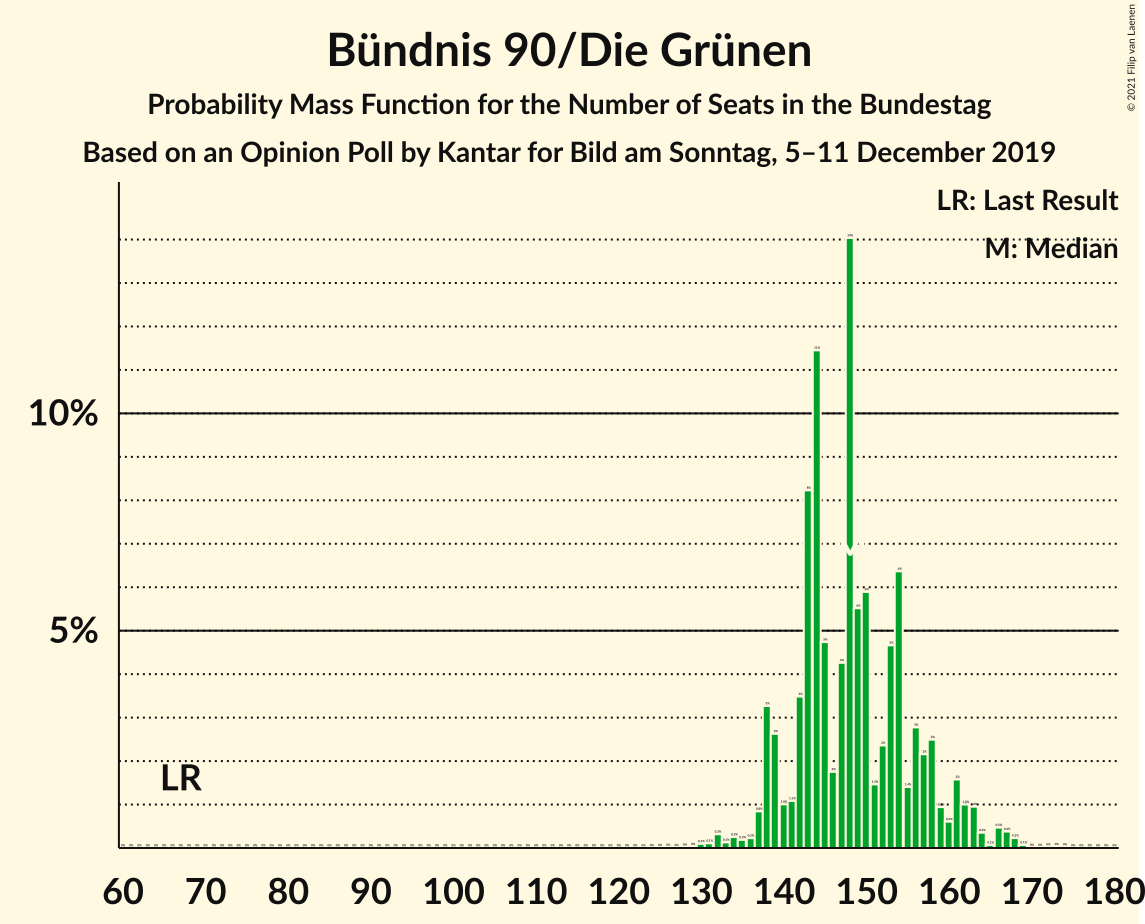 Bündnis 90/Die Grünen
Probability Mass Function for the Number of Seats in the Bundestag
Based on an Opinion Poll by Kantar for Bild am Sonntag, 5–11 December 2019
© 2021 Filip van Laenen
LR: Last Result
M: Median
10%
5%
LR
60 70 80 90 100 110 120 130 140 150 160 170 180